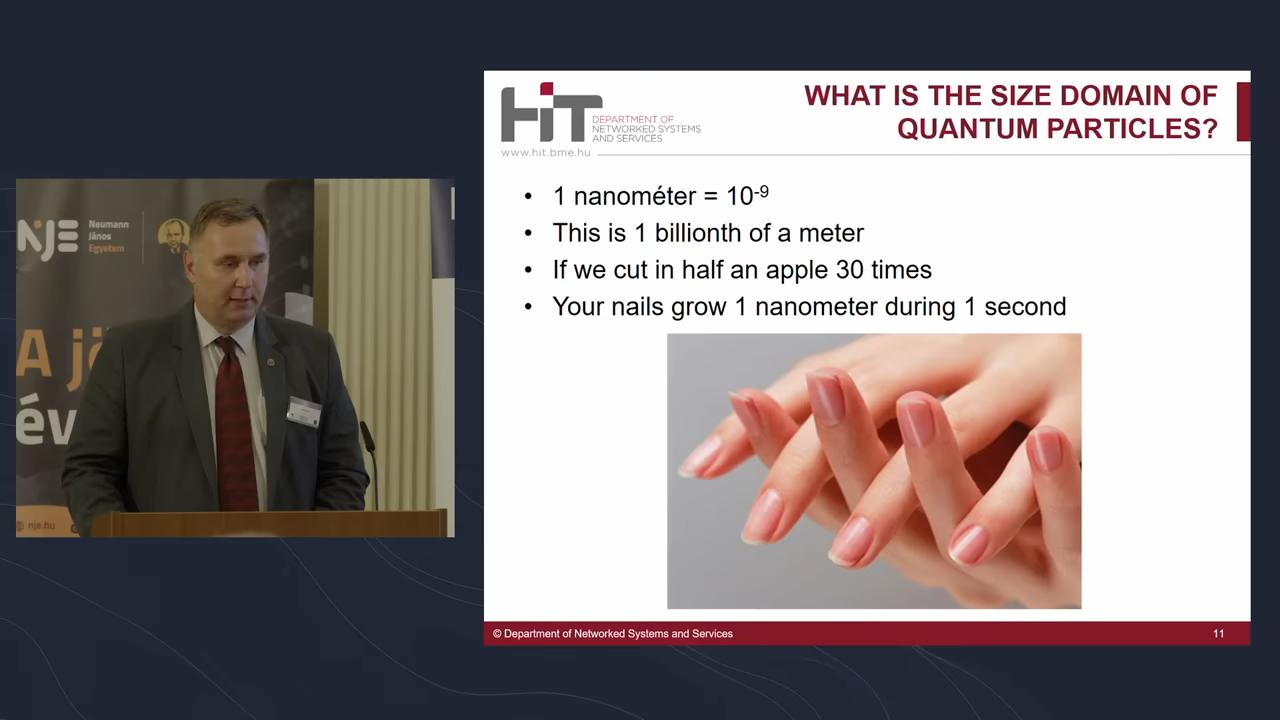 NJE
Neumann
János
Egyetem
A jö
év
nje.hu
HIT
DEPARTMENT OF
NETWORKED SYSTEMS
AND SERVICES
www.hit.bme.hu
WHAT IS THE SIZE DOMAIN OF
QUANTUM PARTICLES?
• 1 nanométer = 10⁻⁹
• This is 1 billionth of a meter
• If we cut in half an apple 30 times
• Your nails grow 1 nanometer during 1 second
© Department of Networked Systems and Services
11